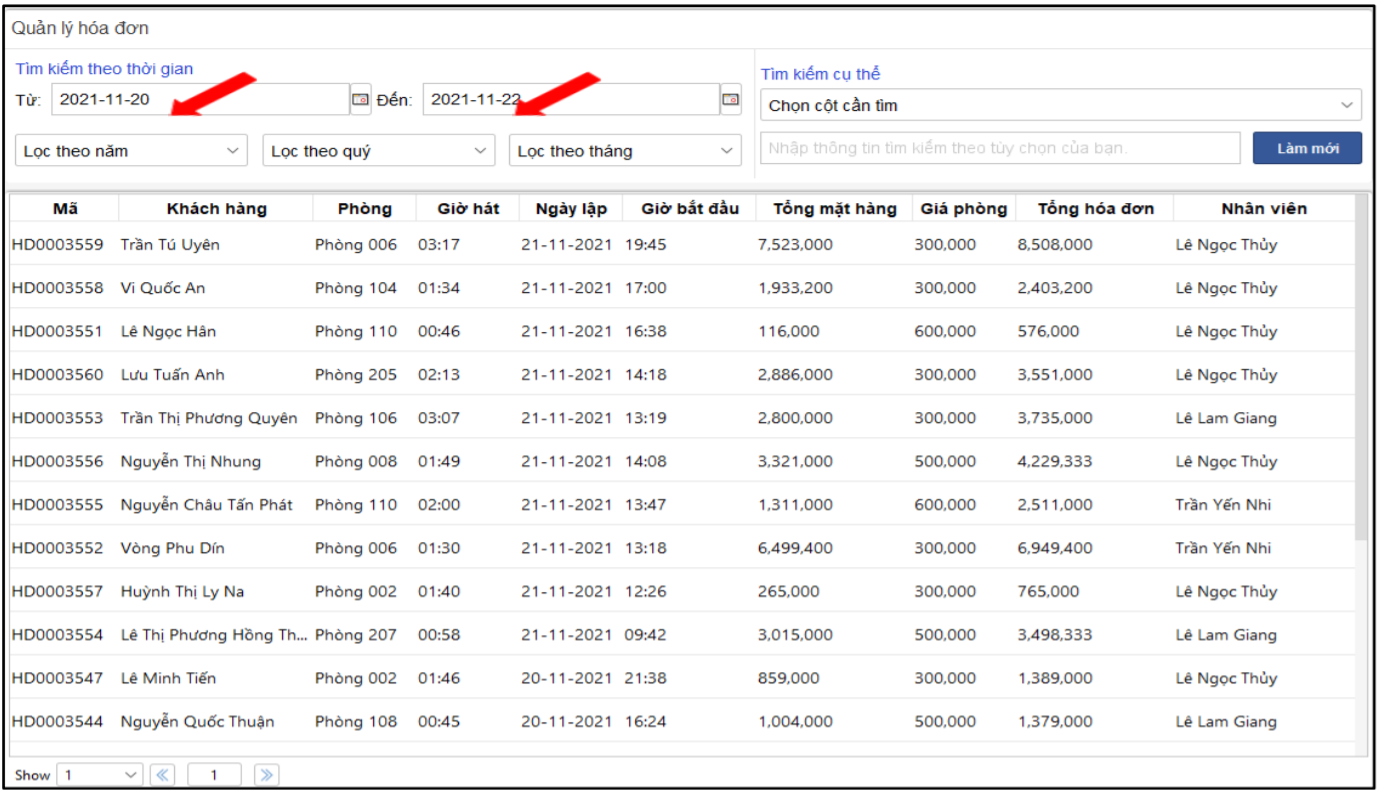 Quản lý hóa đơn
Tìm kiếm theo thời gian
Từ: 2021-11-20 Đến: 2021-11-22
Lọc theo năm Lọc theo quý Lọc theo tháng
Tìm kiếm cụ thể
Chọn cột cần tìm
Nhập thông tin tìm kiếm theo tùy chọn của bạn. Làm mới
Mã Khách hàng Phòng Giờ hát Ngày lập Giờ bắt đầu Tổng mặt hàng Giá phòng Tổng hóa đơn Nhân viên
HD0003559 Trần Tú Uyên Phòng 006 03:17 21-11-2021 19:45 7,523,000 300,000 8,508,000 Lê Ngọc Thủy
HD0003558 Vi Quốc An Phòng 104 01:34 21-11-2021 17:00 1,933,200 300,000 2,403,200 Lê Ngọc Thủy
HD0003551 Lê Ngọc Hân Phòng 110 00:46 21-11-2021 16:38 116,000 600,000 576,000 Lê Ngọc Thủy
HD0003560 Lưu Tuấn Anh Phòng 205 02:13 21-11-2021 14:18 2,886,000 300,000 3,551,000 Lê Ngọc Thủy
HD0003553 Trần Thị Phương Quyên Phòng 106 03:07 21-11-2021 13:19 2,800,000 300,000 3,735,000 Lê Lam Giang
HD0003556 Nguyễn Thị Nhung Phòng 008 01:49 21-11-2021 14:08 3,321,000 500,000 4,229,333 Lê Ngọc Thủy
HD0003555 Nguyễn Châu Tấn Phát Phòng 110 02:00 21-11-2021 13:47 1,311,000 600,000 2,511,000 Trần Yến Nhi
HD0003552 Vòng Phu Dín Phòng 006 01:30 21-11-2021 13:18 6,499,400 300,000 6,949,400 Trần Yến Nhi
HD0003557 Huỳnh Thị Ly Na Phòng 002 01:40 21-11-2021 12:26 265,000 300,000 765,000 Lê Ngọc Thủy
HD0003554 Lê Thị Phương Hồng Th... Phòng 207 00:58 21-11-2021 09:42 3,015,000 500,000 3,498,333 Lê Lam Giang
HD0003547 Lê Minh Tiến Phòng 002 01:46 20-11-2021 21:38 859,000 300,000 1,389,000 Lê Ngọc Thủy
HD0003544 Nguyễn Quốc Thuận Phòng 108 00:45 20-11-2021 16:24 1,004,000 500,000 1,379,000 Lê Lam Giang
Show 1 1